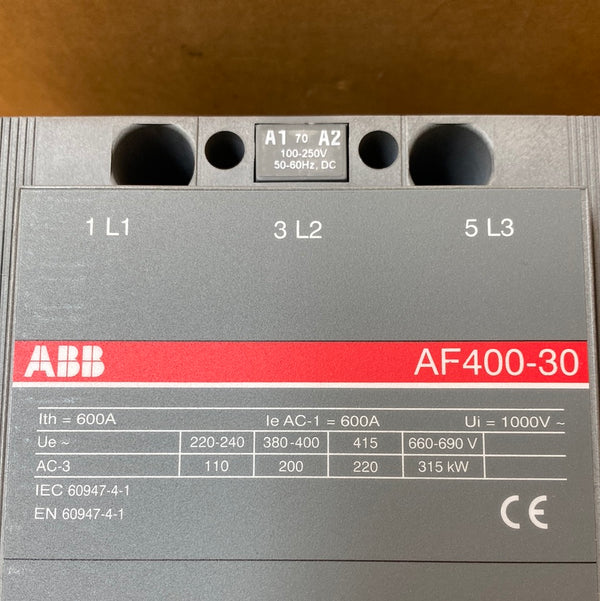 A1 70 A2
100-250V
50-60Hz, DC
1 L1 3 L2 5 L3
ABB AF400-30
Ith = 600A Ie AC-1 = 600A Ui = 1000V ~
Ue ~ 220-240 380-400 415 660-690 V
AC-3 110 200 220 315 kW
IEC 60947-4-1
EN 60947-4-1
CE